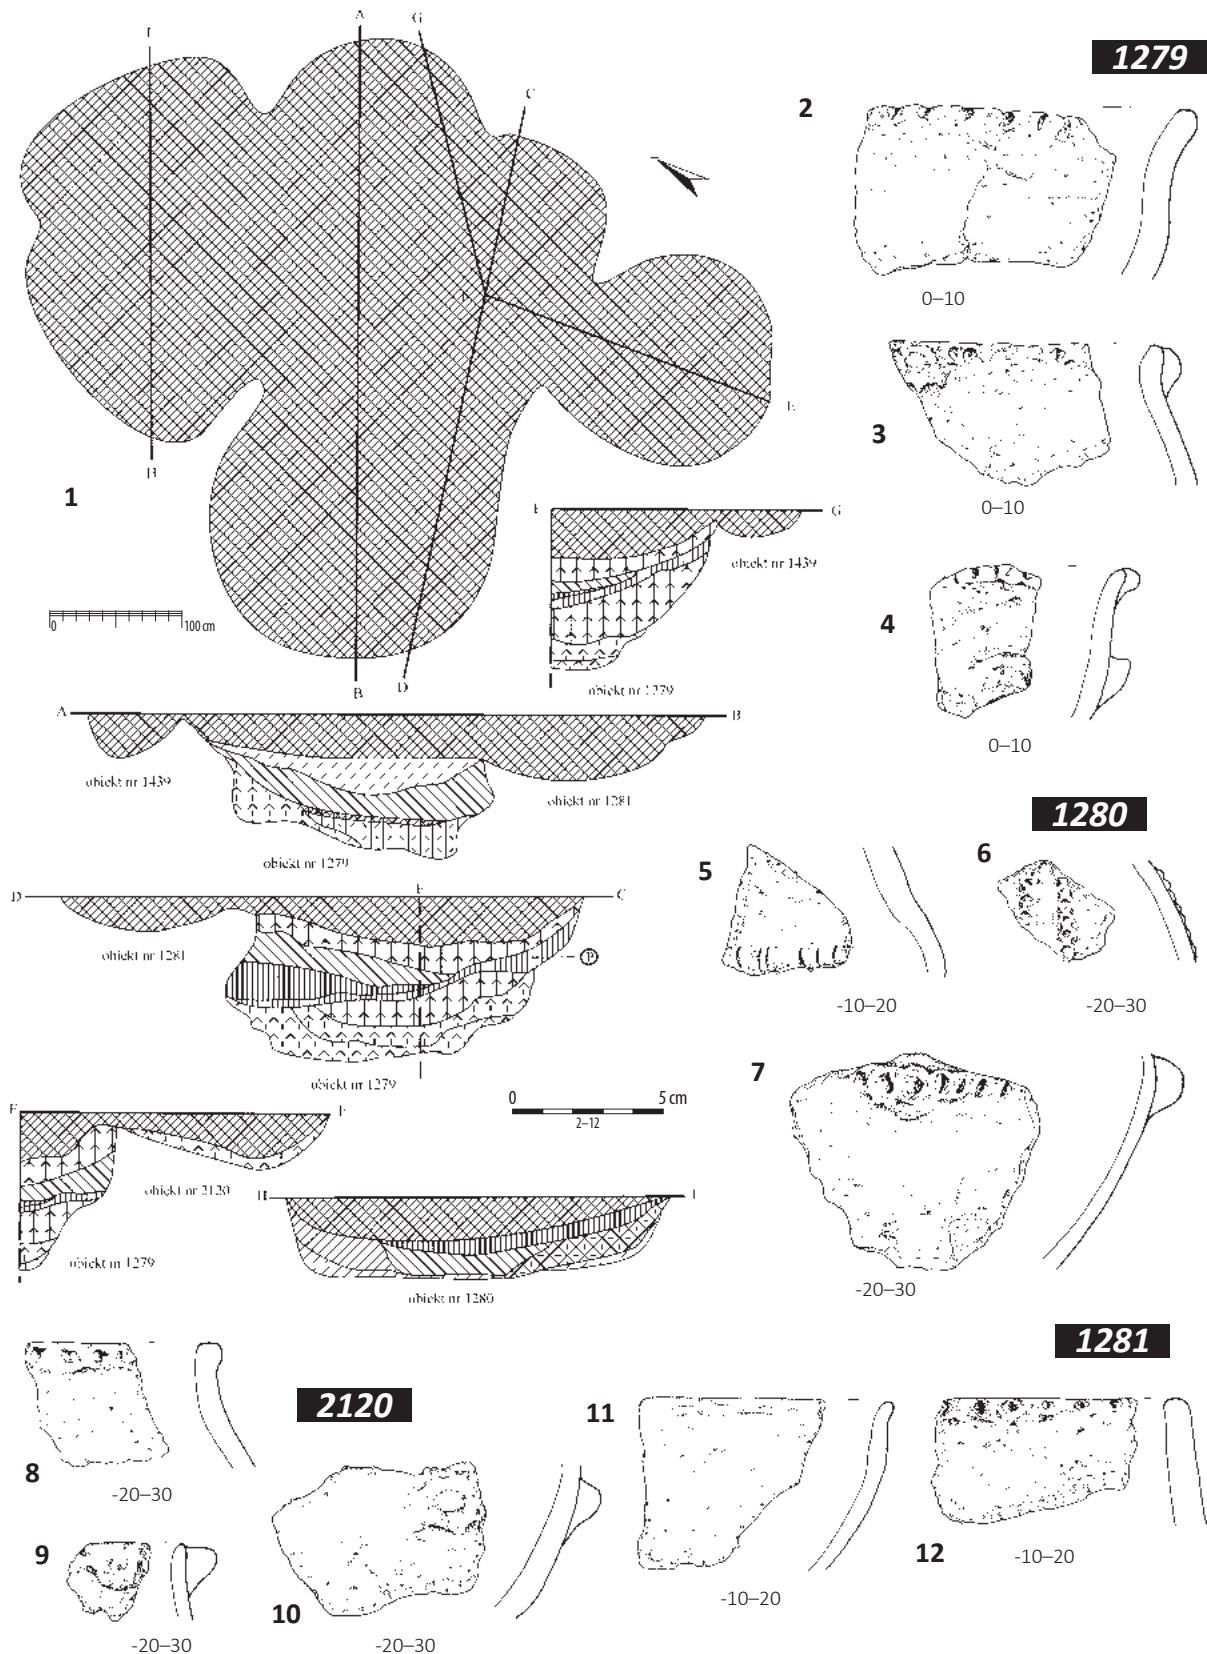 I
A
G
C
1279
2
0–10
E
H
3
0–10
1
E
G
obiekt nr 1439
0
100 cm
4
B
D
obiekt nr 1279
0–10
A
B
obiekt nr 1439
obiekt nr 1281
obiekt nr 1279
1280
5
6
-10–20
-20–30
D
C
obiekt nr 1281
P
obiekt nr 1279
7
0
5 cm
2–12
-20–30
obiekt nr 2120
obiekt nr 1279
H
I
obiekt nr 1280
1281
8
-20–30
2120
11
12
-10–20
9
10
-10–20
-20–30
-20–30